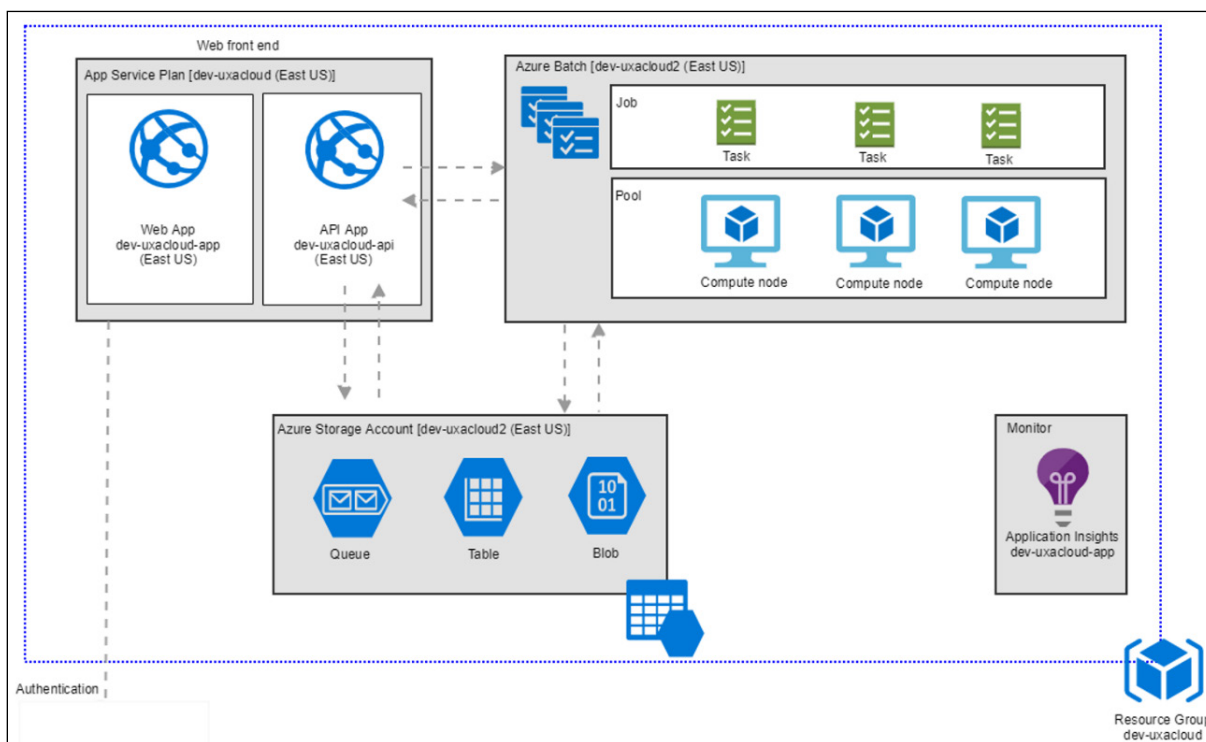 Web front end
App Service Plan [dev-uxacloud (East US)]
Web App
dev-uxacloud-app
(East US)
API App
dev-uxacloud-api
(East US)
Azure Batch [dev-uxacloud2 (East US)]
Job
Task
Task
Task
Pool
Compute node
Compute node
Compute node
Azure Storage Account [dev-uxacloud2 (East US)]
Queue
Table
10
01
Blob
Monitor
Application Insights
dev-uxacloud-app
Authentication
Resource Group
dev-uxacloud